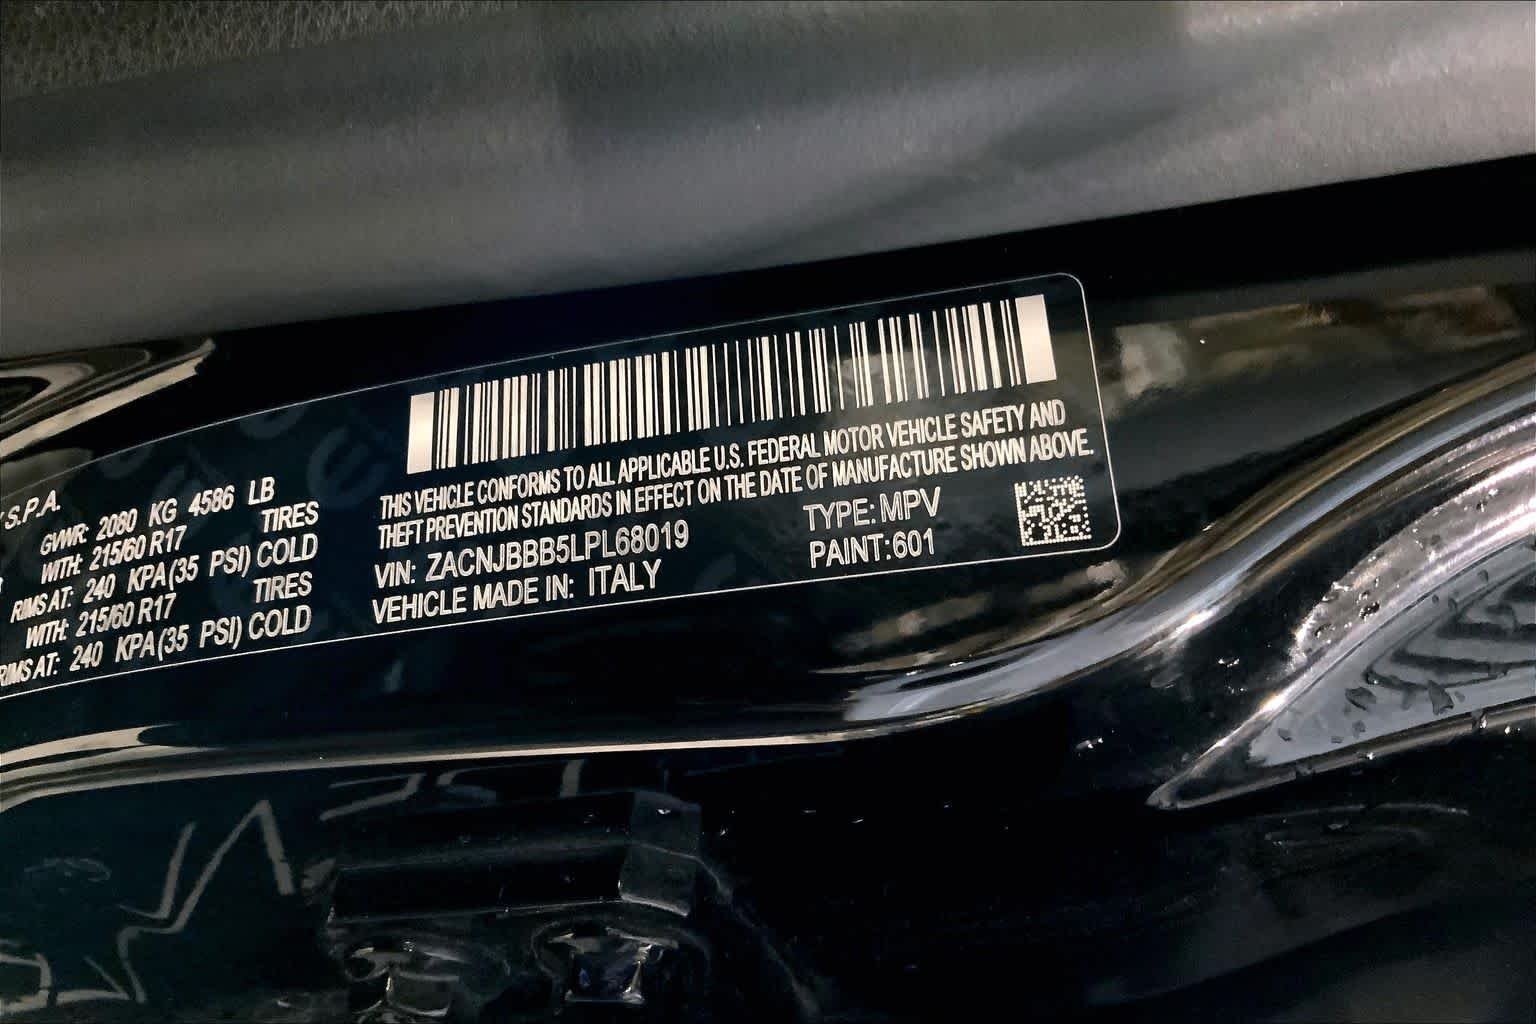 S.P.A.
GVWR: 2080 KG 4586 LB
WITH: 215/60 R17 TIRES
RIMS AT: 240 KPA(35 PSI) COLD
WITH: 215/60 R17 TIRES
RIMS AT: 240 KPA(35 PSI) COLD
THIS VEHICLE CONFORMS TO ALL APPLICABLE U.S. FEDERAL MOTOR VEHICLE SAFETY AND
THEFT PREVENTION STANDARDS IN EFFECT ON THE DATE OF MANUFACTURE SHOWN ABOVE.
VIN: ZACNJBBB5LPL68019 TYPE: MPV
VEHICLE MADE IN: ITALY PAINT:601